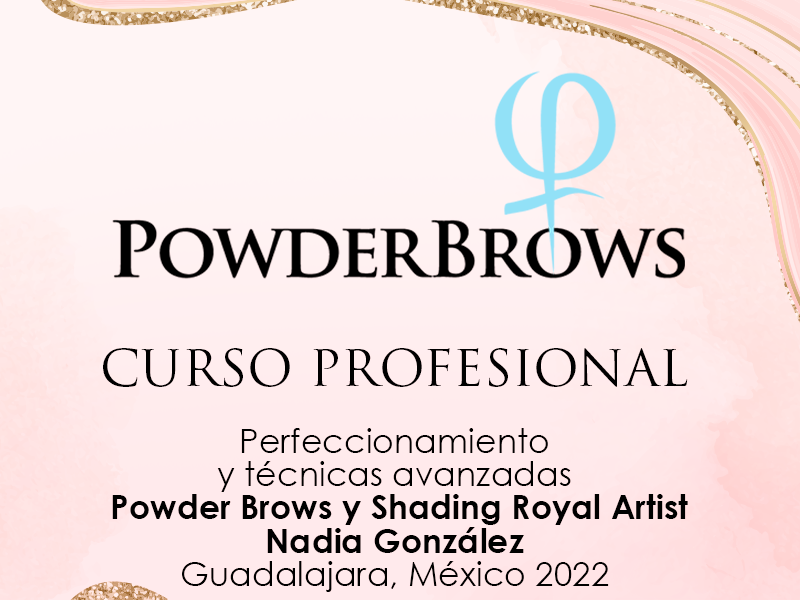 POWDERBROWS
CURSO PROFESIONAL
Perfeccionamiento
y técnicas avanzadas
Powder Brows y Shading Royal Artist
Nadia González
Guadalajara, México 2022